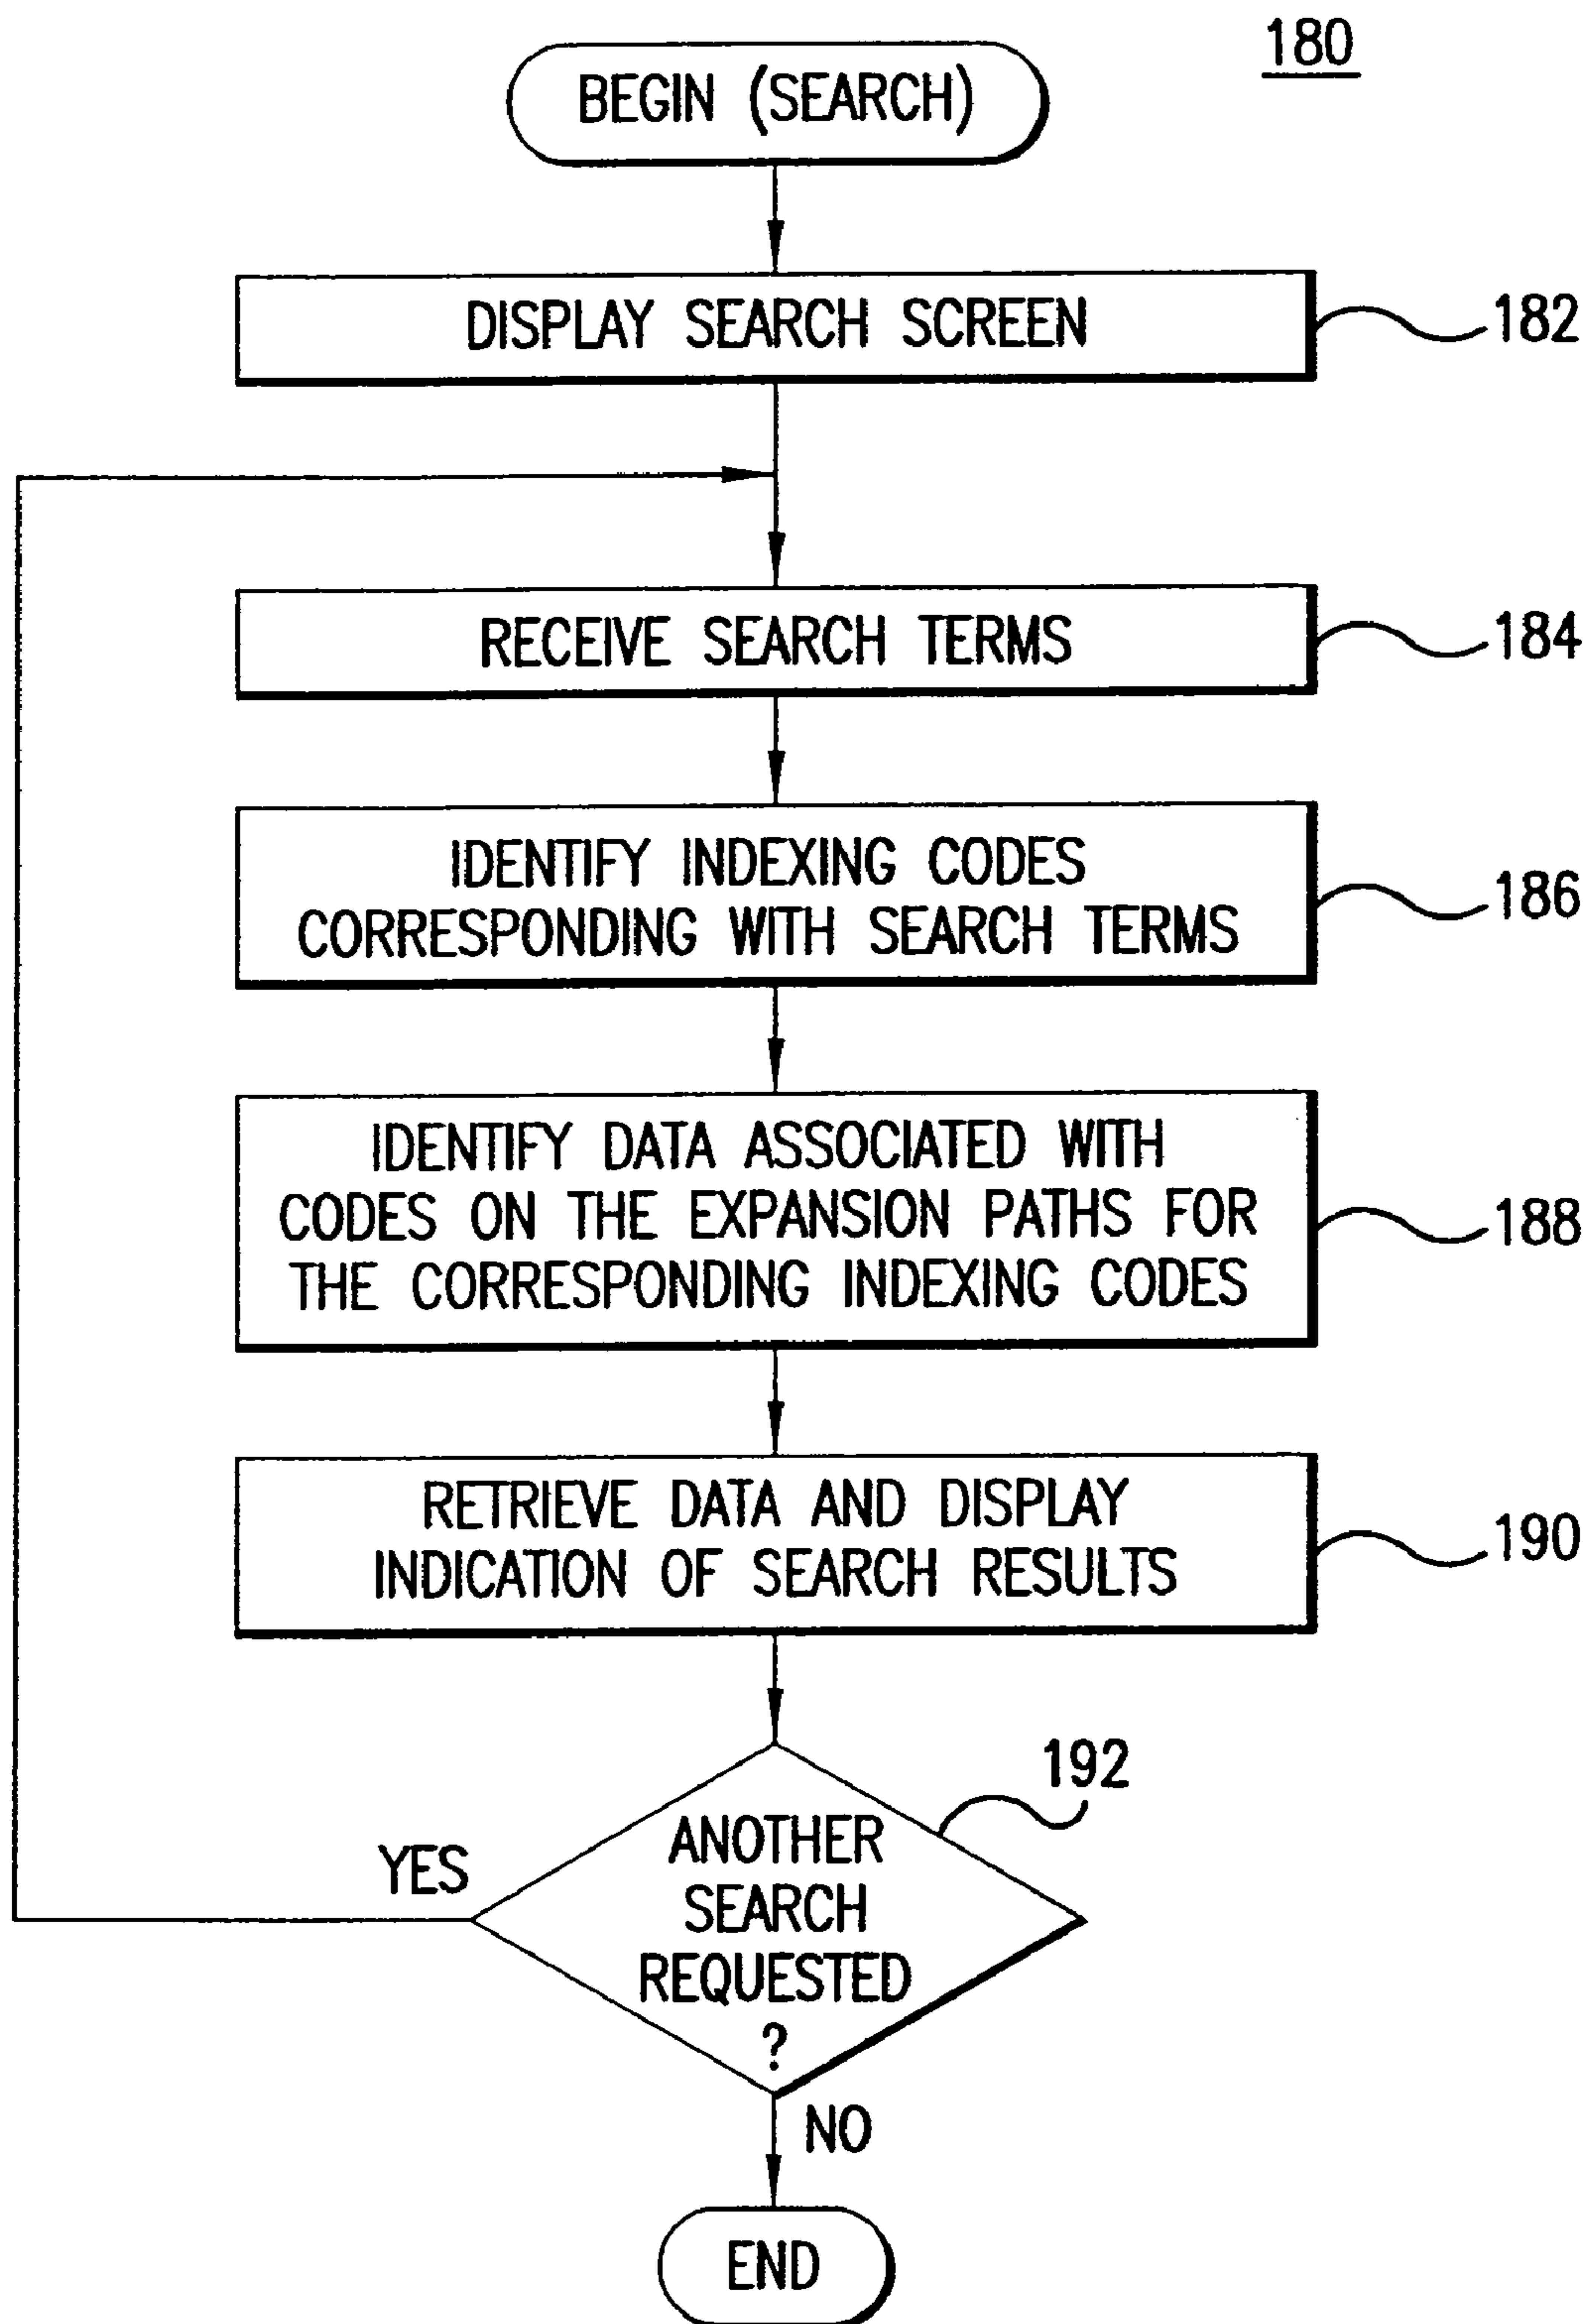 180
BEGIN (SEARCH)
DISPLAY SEARCH SCREEN
182
RECEIVE SEARCH TERMS
184
IDENTIFY INDEXING CODES
CORRESPONDING WITH SEARCH TERMS
186
IDENTIFY DATA ASSOCIATED WITH
CODES ON THE EXPANSION PATHS FOR
THE CORRESPONDING INDEXING CODES
188
RETRIEVE DATA AND DISPLAY
INDICATION OF SEARCH RESULTS
190
192
ANOTHER
SEARCH
REQUESTED
?
YES
NO
END